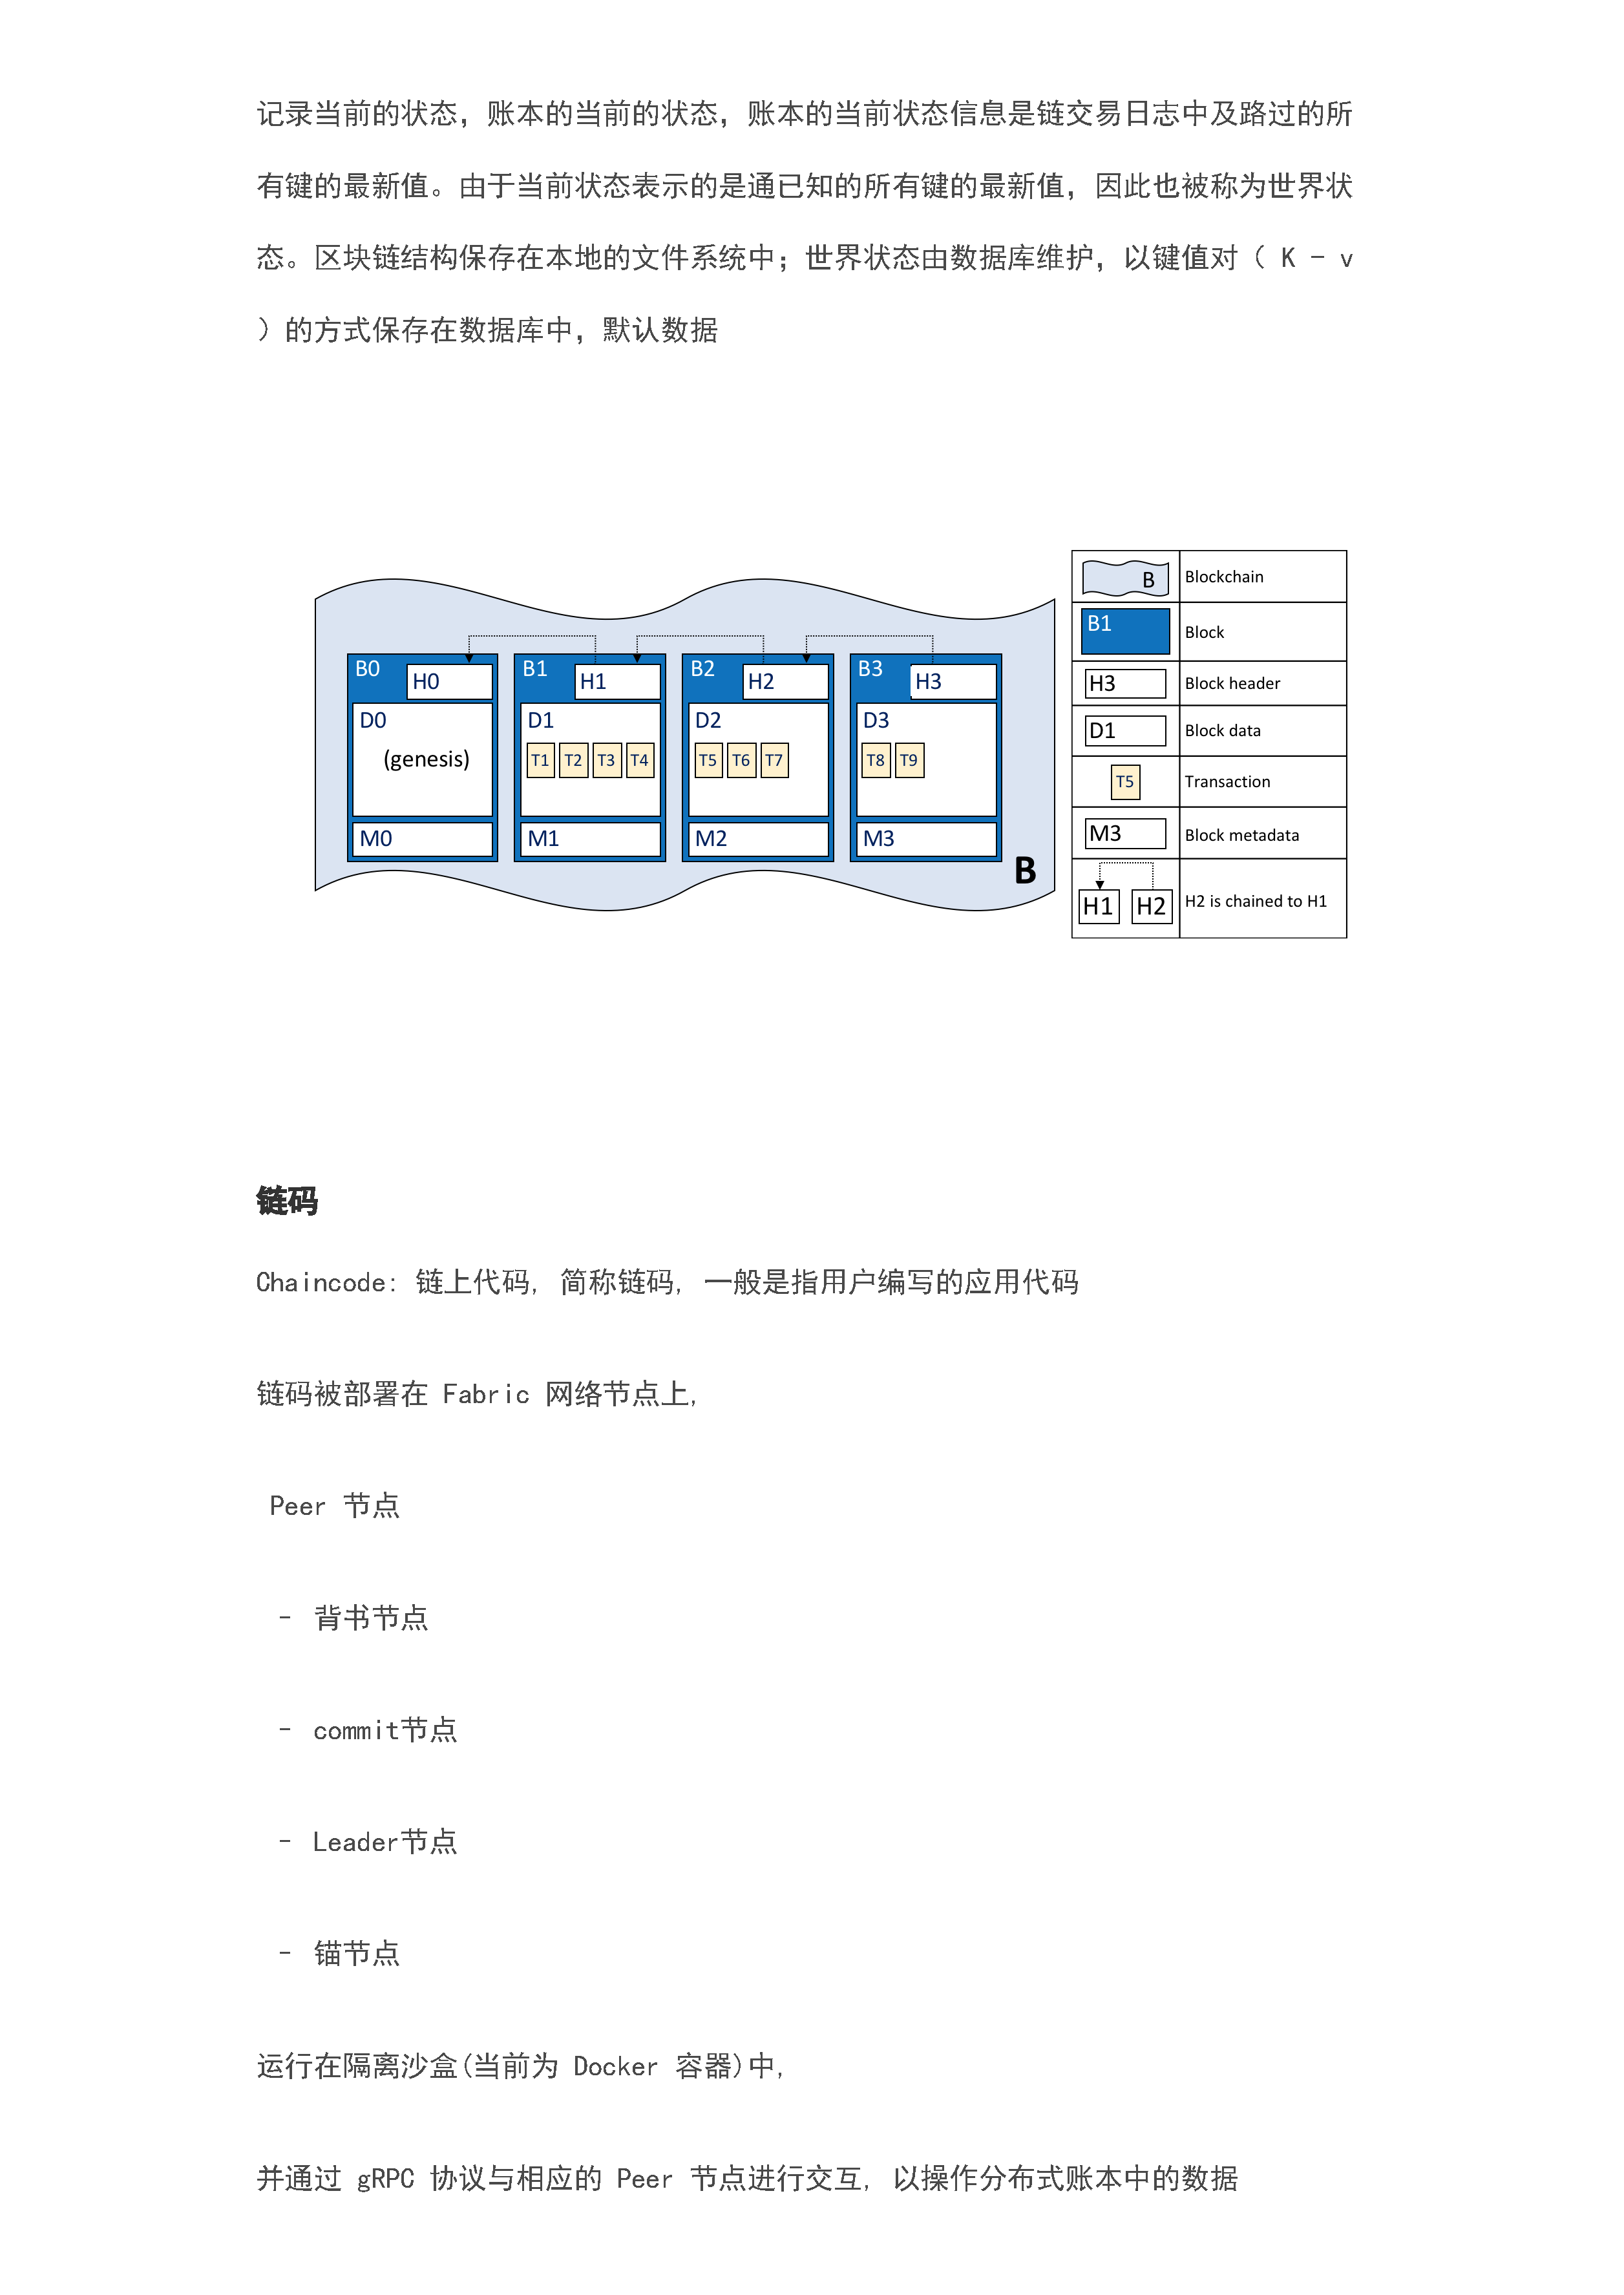 记录当前的状态，账本的当前的状态，账本的当前状态信息是链交易日志中及路过的所
有键的最新值。由于当前状态表示的是通已知的所有键的最新值，因此也被称为世界状
态。区块链结构保存在本地的文件系统中；世界状态由数据库维护，以键值对（ K - v
）的方式保存在数据库中，默认数据
B0
H0
D0
(genesis)
M0
B1
H1
D1
T1 T2 T3 T4
M1
B2
H2
D2
T5 T6 T7
M2
B3
H3
D3
T8 T9
M3
B
B Blockchain
B1 Block
H3 Block header
D1 Block data
T5 Transaction
M3 Block metadata
H1 H2 H2 is chained to H1
链码
Chaincode: 链上代码, 简称链码, 一般是指用户编写的应用代码
链码被部署在 Fabric 网络节点上,
Peer 节点
- 背书节点
- commit节点
- Leader节点
- 锚节点
运行在隔离沙盒(当前为 Docker 容器)中,
并通过 gRPC 协议与相应的 Peer 节点进行交互, 以操作分布式账本中的数据